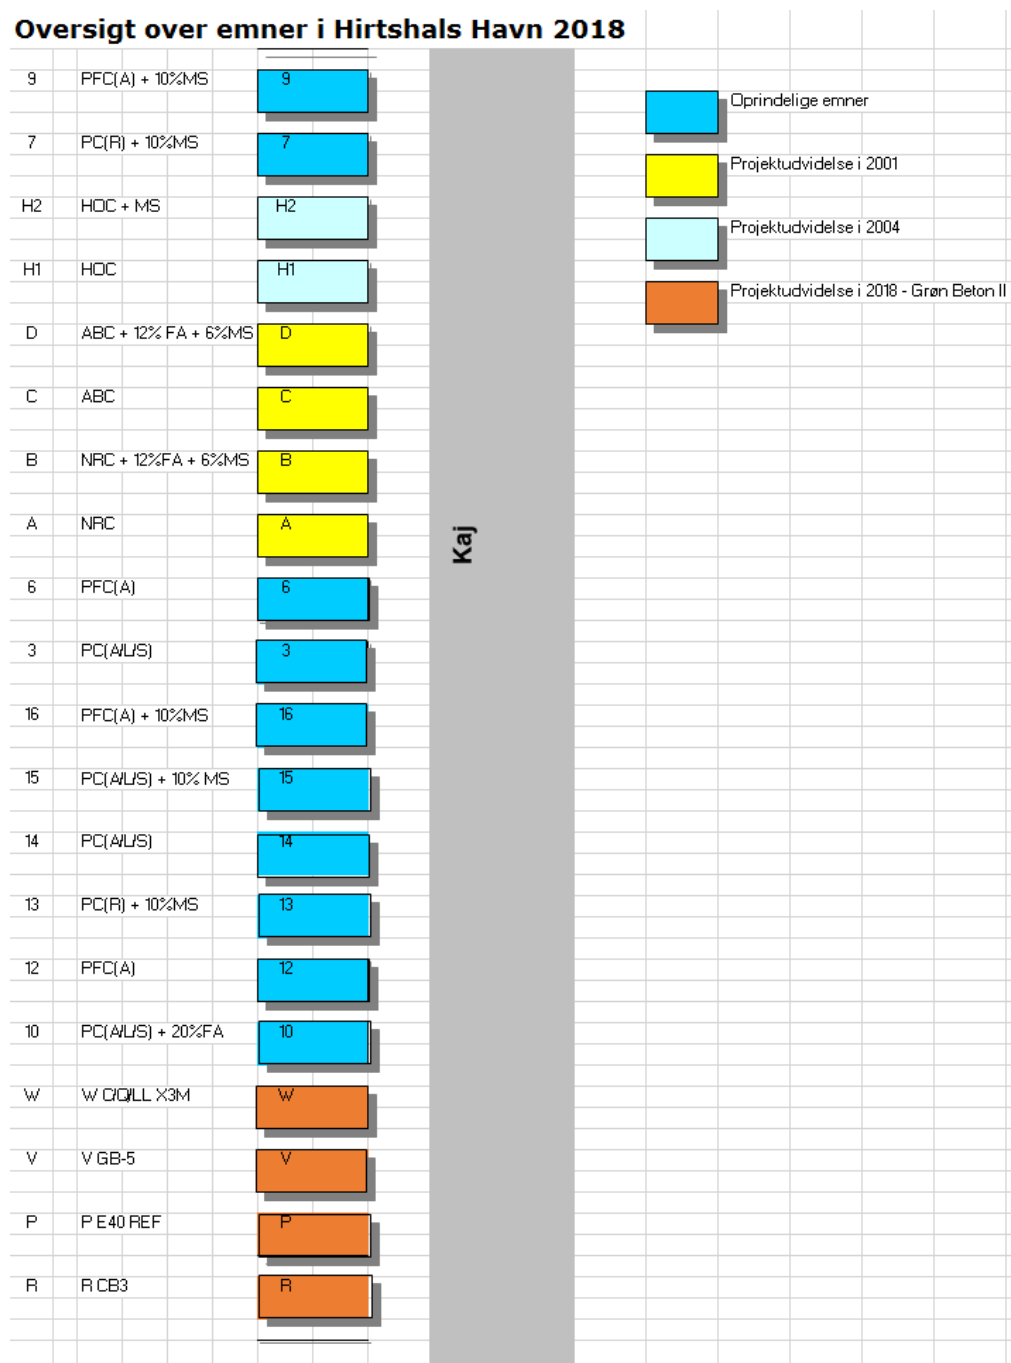 Oversigt over emner i Hirtshals Havn 2018
9 PFC(A) + 10%MS 9
Oprindelige emner
7 PC(R) + 10%MS 7
Projektudvidelse i 2001
H2 HOC + MS H2
Projektudvidelse i 2004
H1 HOC H1
Projektudvidelse i 2018 - Grøn Beton II
D ABC + 12% FA + 6%MS D
C ABC C
B NRC + 12%FA + 6%MS B
A NRC A
Kaj
6 PFC(A) 6
3 PC(A/L/S) 3
16 PFC(A) + 10%MS 16
15 PC(A/L/S) + 10% MS 15
14 PC(A/L/S) 14
13 PC(R) + 10%MS 13
12 PFC(A) 12
10 PC(A/L/S) + 20%FA 10
W W C/Q/LL X3M W
V V GB-5 V
P P E40 REF P
R R CB3 R